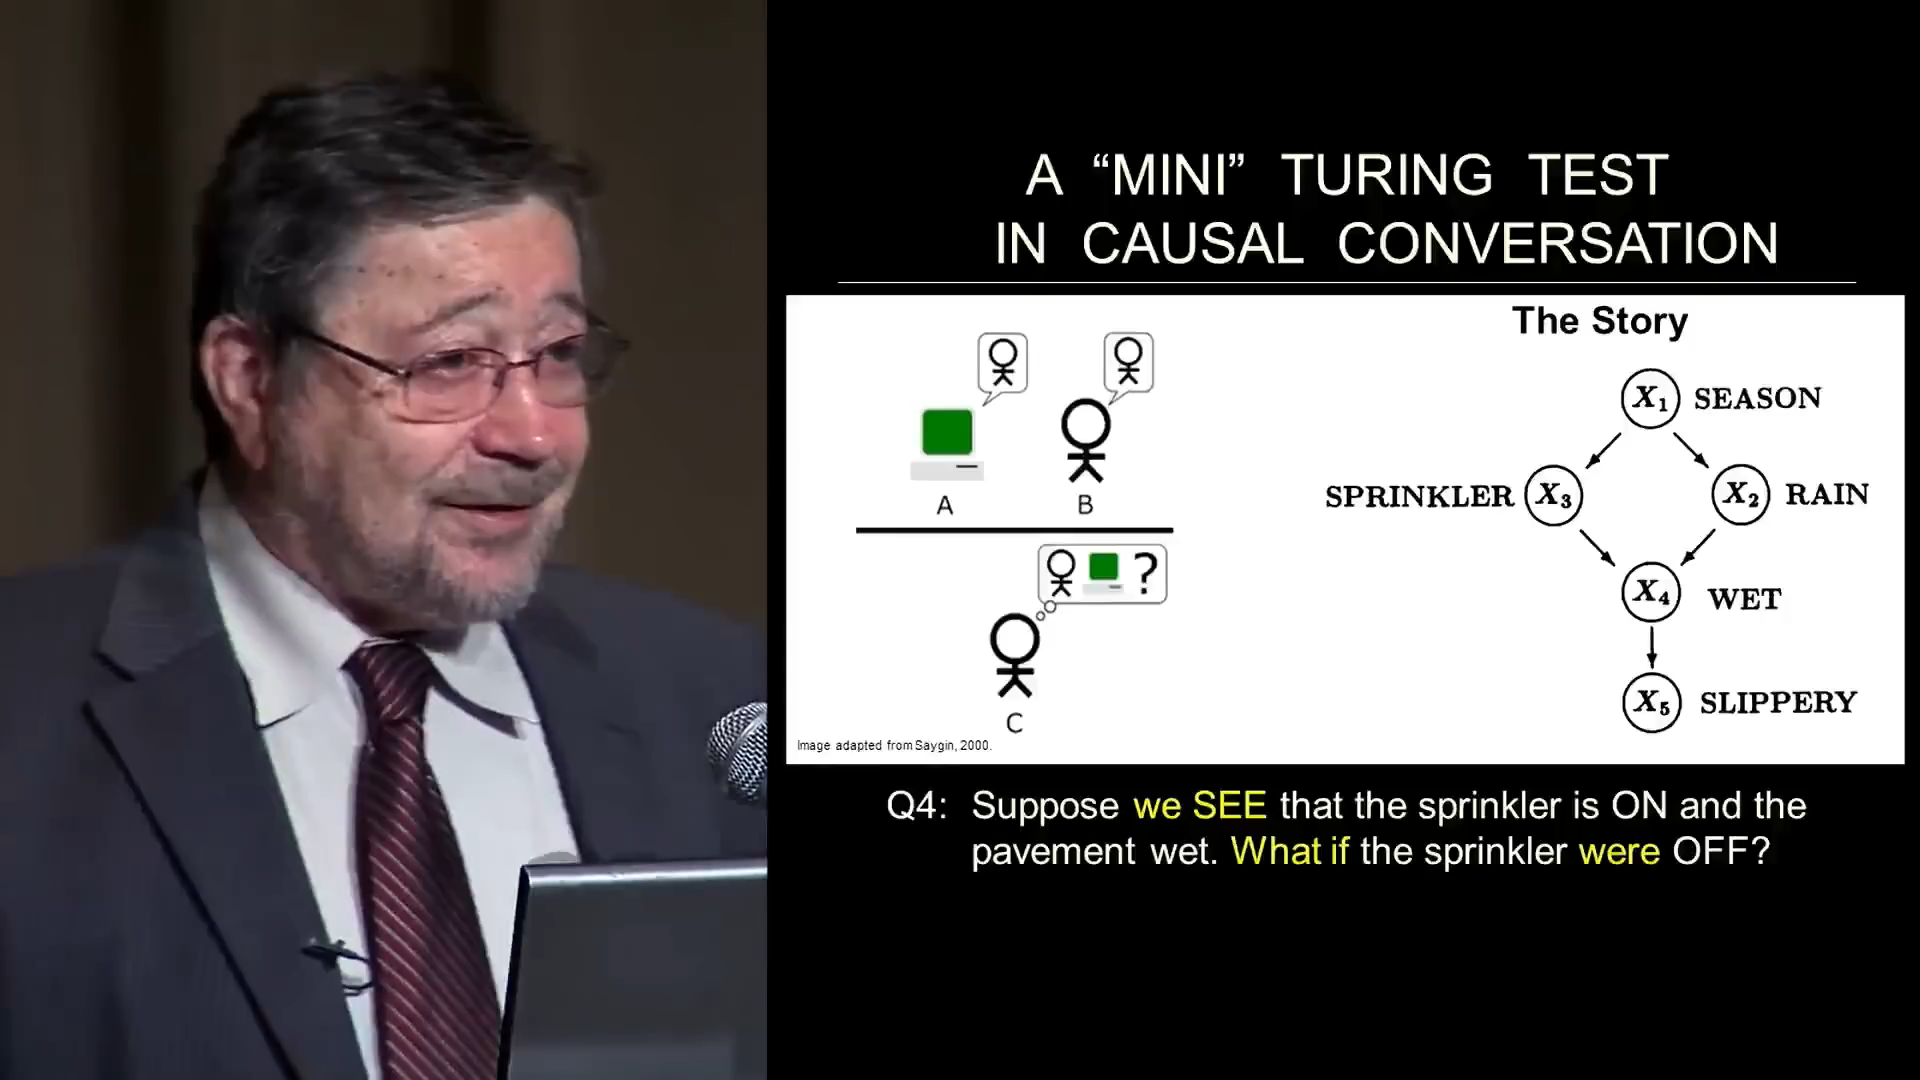 A “MINI” TURING TEST
IN CAUSAL CONVERSATION
The Story
X1 SEASON
SPRINKLER X3
X2 RAIN
A
B
?
X4 WET
C
X5 SLIPPERY
Image adapted from Saygin, 2000.
Q4: Suppose we SEE that the sprinkler is ON and the
pavement wet. What if the sprinkler were OFF?